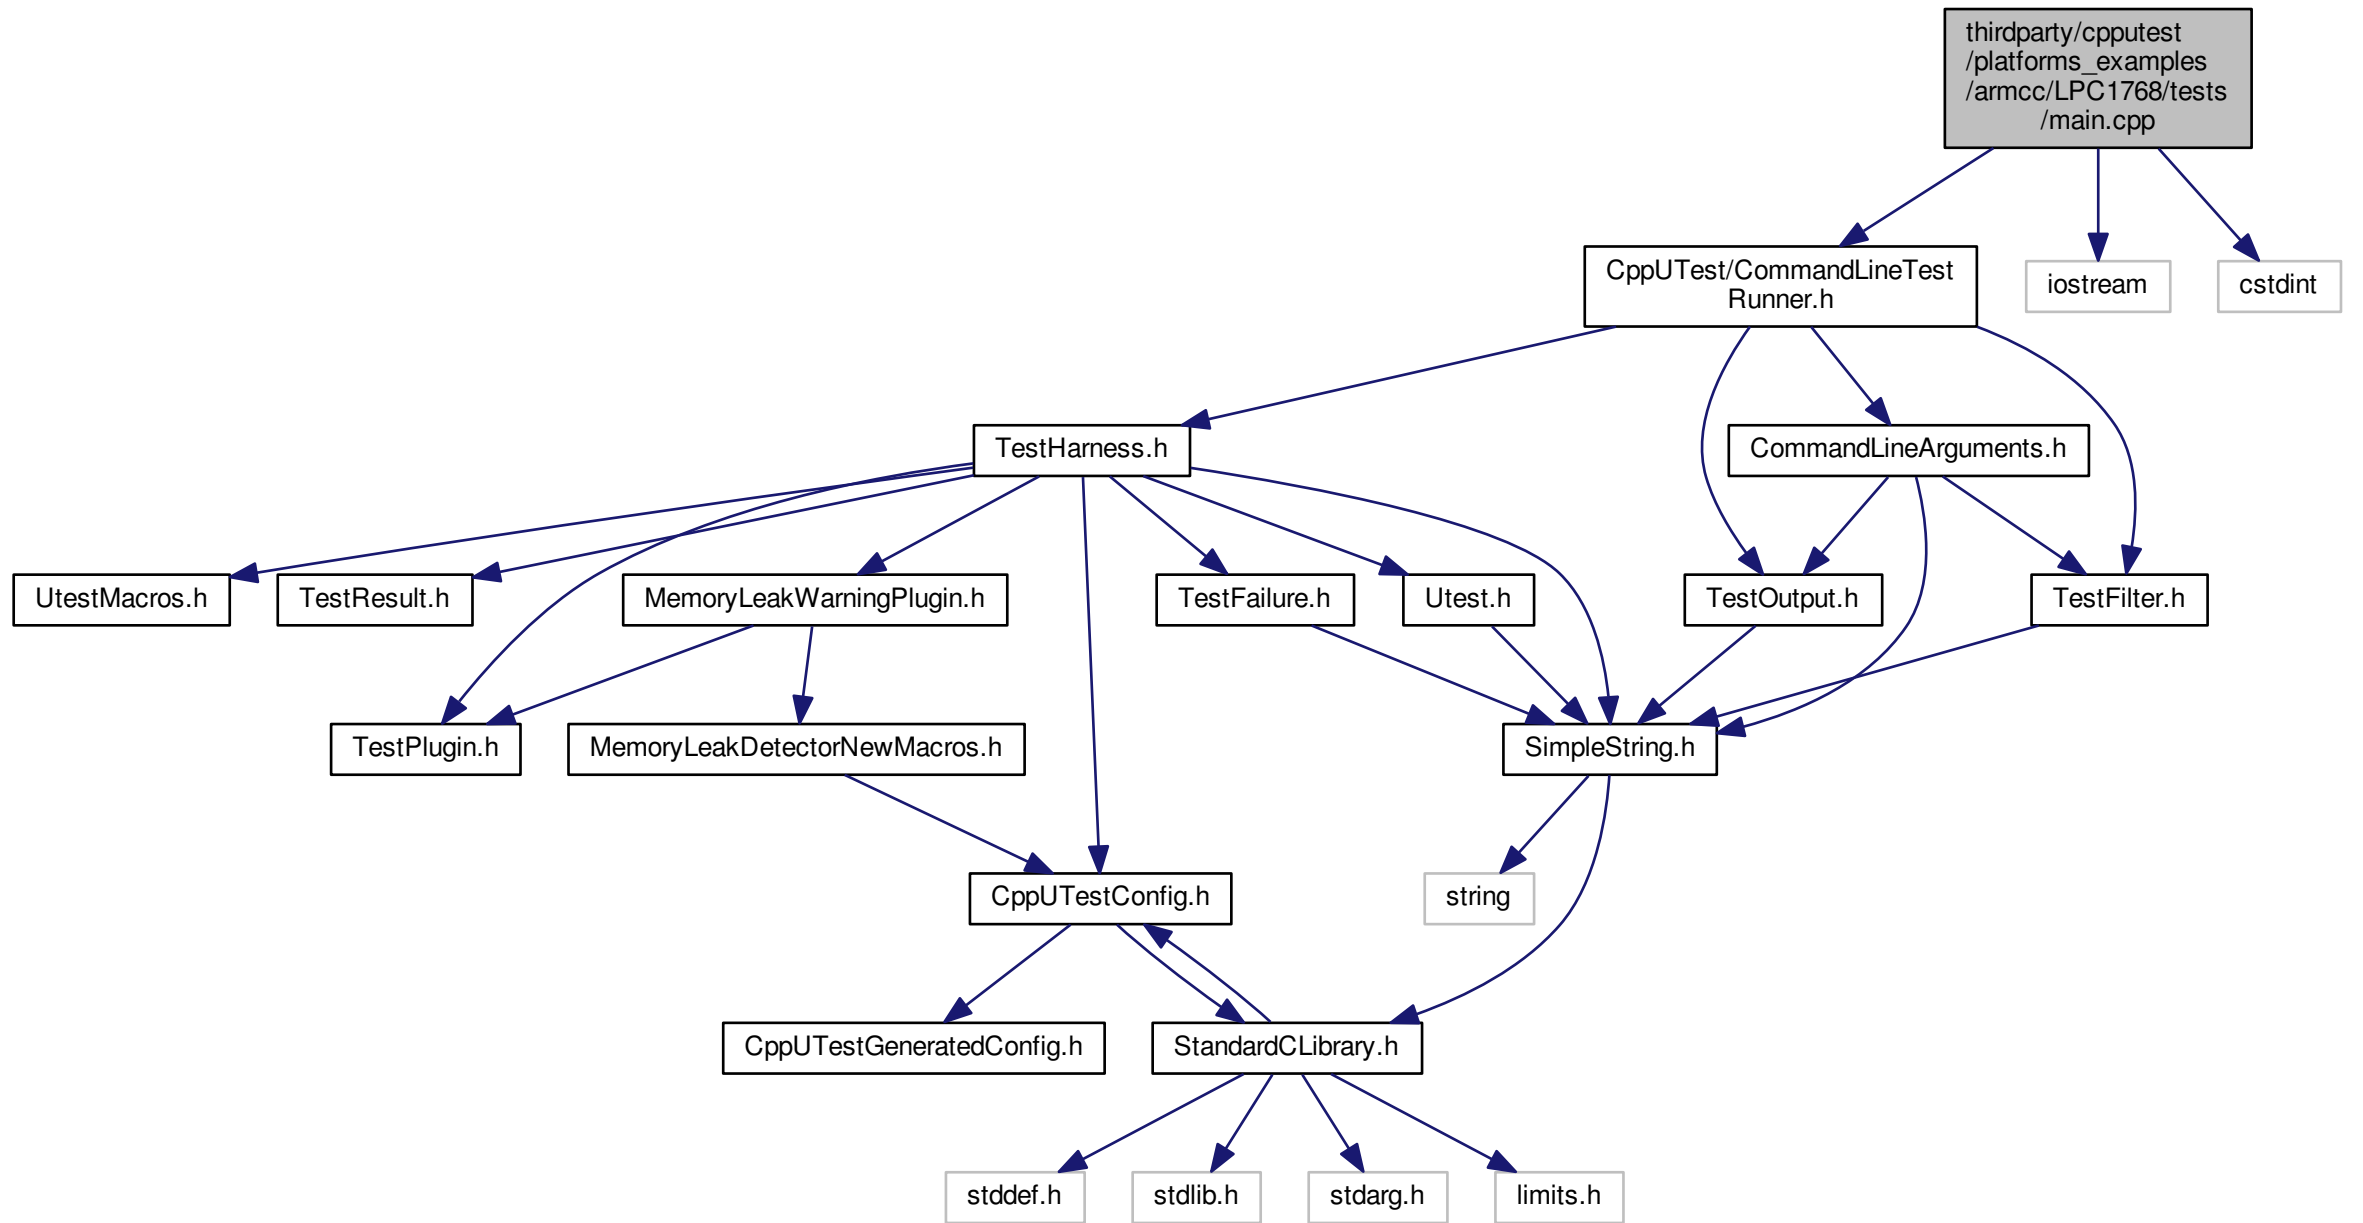 thirdparty/cpputest
/platforms_examples
/armcc/LPC1768/tests
/main.cpp
CppUTest/CommandLineTest
Runner.h
iostream
cstdint
TestHarness.h
CommandLineArguments.h
UtestMacros.h
TestResult.h
MemoryLeakWarningPlugin.h
TestFailure.h
Utest.h
TestOutput.h
TestFilter.h
TestPlugin.h
MemoryLeakDetectorNewMacros.h
SimpleString.h
CppUTestConfig.h
string
CppUTestGeneratedConfig.h
StandardCLibrary.h
stddef.h
stdlib.h
stdarg.h
limits.h